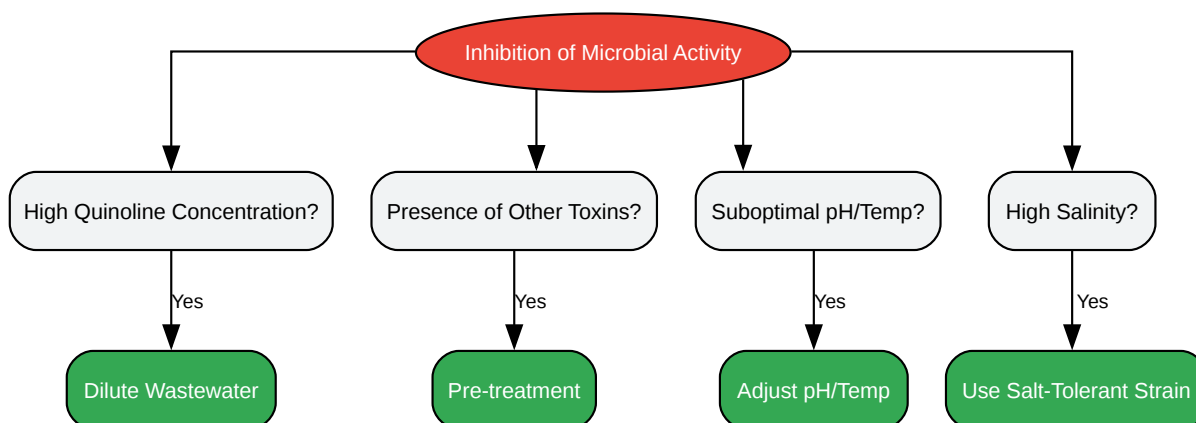 Inhibition of Microbial Activity
High Quinoline Concentration?
Presence of Other Toxins?
Suboptimal pH/Temp?
High Salinity?
Yes
Yes
Yes
Yes
Dilute Wastewater
Pre-treatment
Adjust pH/Temp
Use Salt-Tolerant Strain